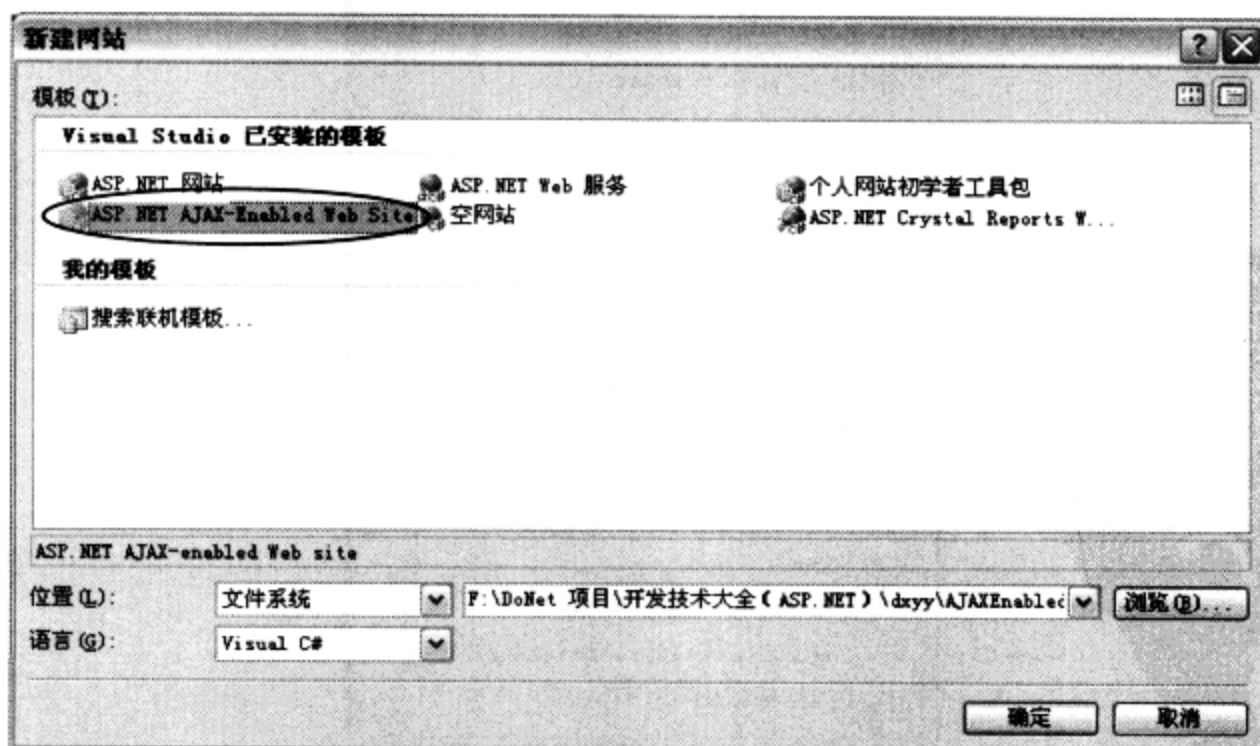 新建网站
模板(T):
Visual Studio 已安装的模板
ASP.NET 网站
ASP.NET Web 服务
个人网站初学者工具包
ASP.NET AJAX-Enabled Web Site
空网站
ASP.NET Crystal Reports W...
我的模板
搜索联机模板...
ASP.NET AJAX-enabled Web site
位置(L):
文件系统
F:\DoNet 项目\开发技术大全(ASP.NET)\dxyy\AJAXEnabled
浏览(B)...
语言(G):
Visual C#
确定
取消